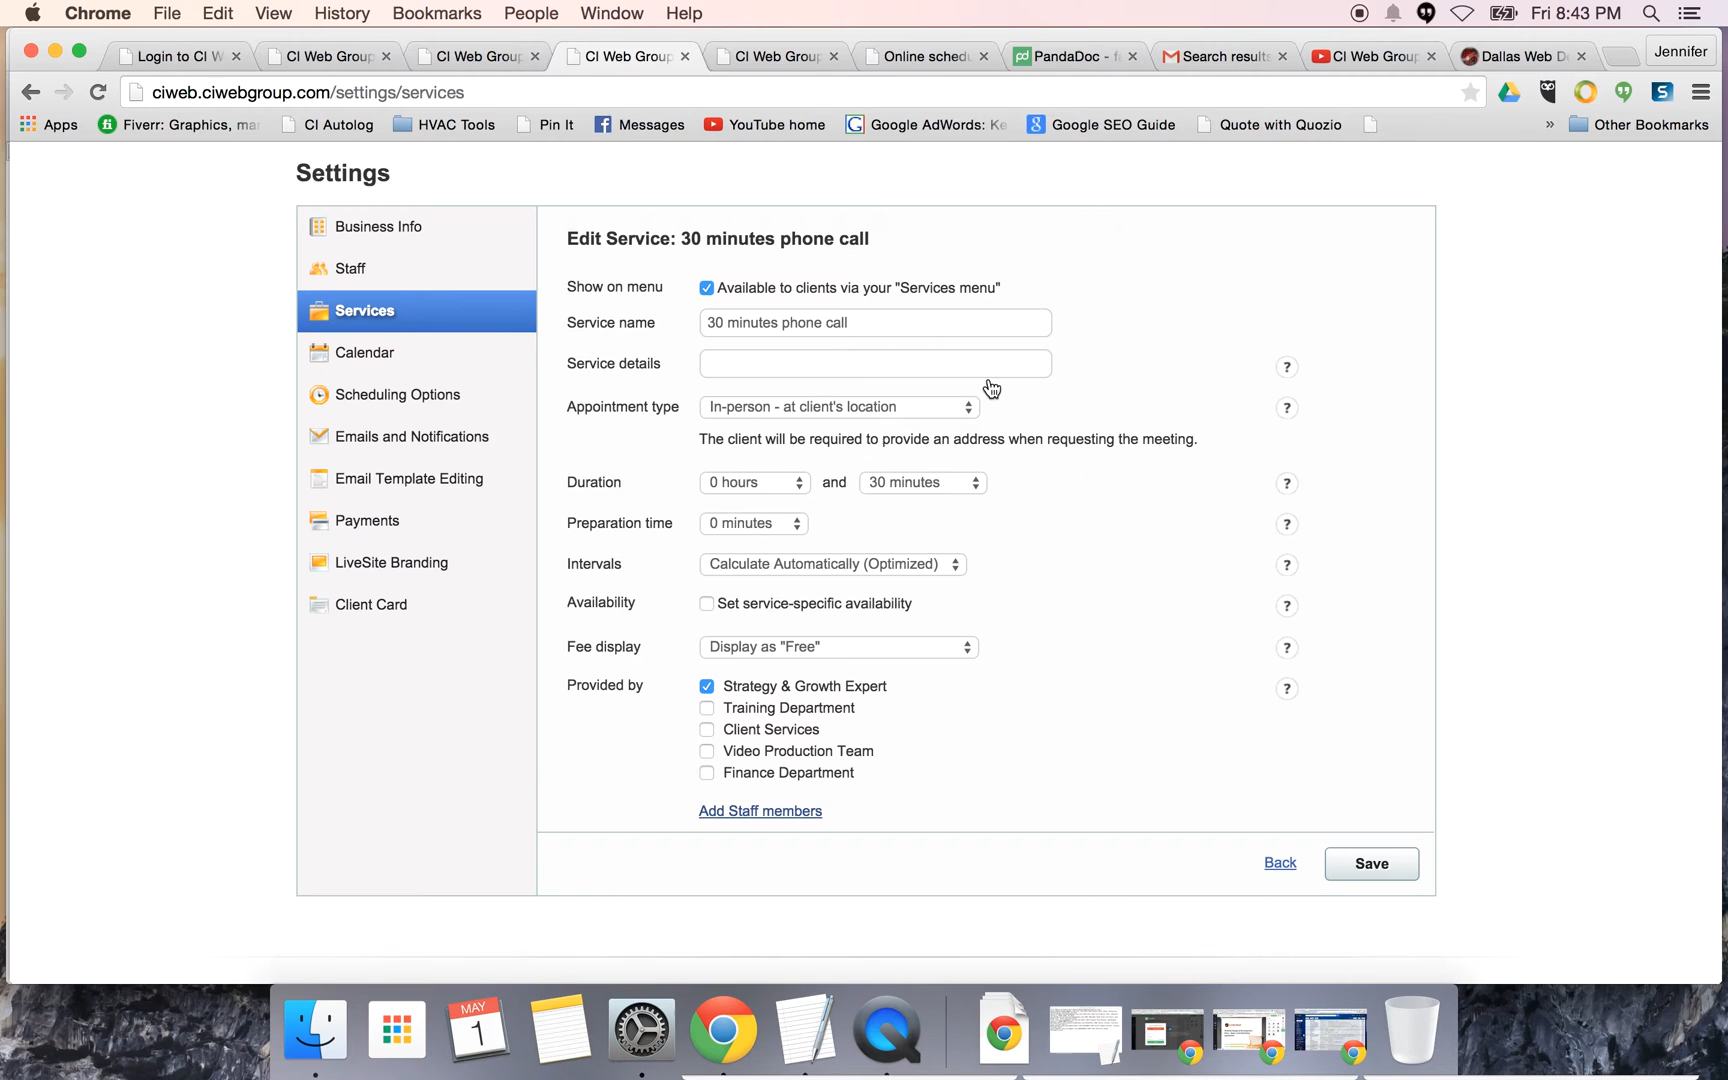 Chrome File Edit View History Bookmarks People Window Help Fri 8:43 PM
Login to CI W CI Web Group CI Web Group CI Web Group CI Web Group Online schedu PandaDoc - f Search results CI Web Group Dallas Web D Jennifer
ciweb.ciwebgroup.com/settings/services
Apps Fiverr: Graphics, mar CI Autolog HVAC Tools Pin It Messages YouTube home Google AdWords: Ke Google SEO Guide Quote with Quozio » Other Bookmarks
Settings
Business Info
Staff
Services
Calendar
Scheduling Options
Emails and Notifications
Email Template Editing
Payments
LiveSite Branding
Client Card
Edit Service: 30 minutes phone call
Show on menu Available to clients via your "Services menu"
Service name 30 minutes phone call
Service details ?
Appointment type In-person - at client's location ?
The client will be required to provide an address when requesting the meeting.
Duration 0 hours and 30 minutes ?
Preparation time 0 minutes ?
Intervals Calculate Automatically (Optimized) ?
Availability Set service-specific availability ?
Fee display Display as "Free" ?
Provided by Strategy & Growth Expert ?
Training Department
Client Services
Video Production Team
Finance Department
Add Staff members
Back Save
MAY
1